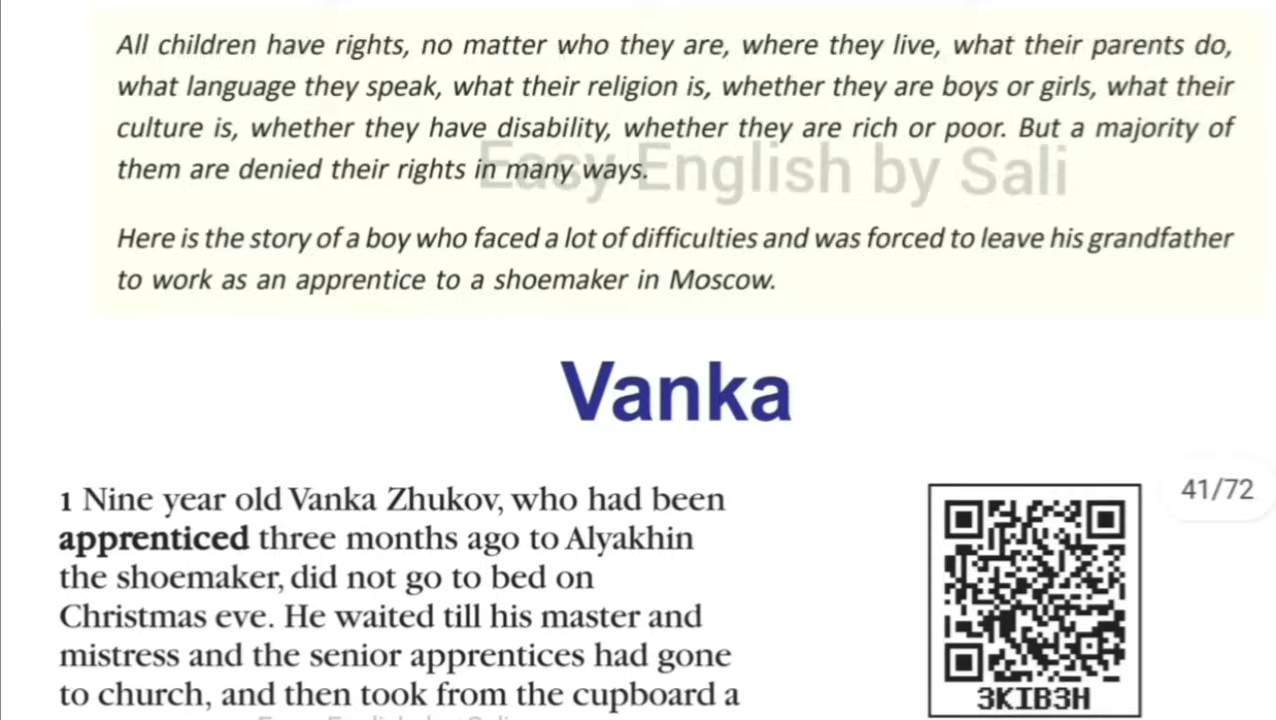 All children have rights, no matter who they are, where they live, what their parents do,
what language they speak, what their religion is, whether they are boys or girls, what their
culture is, whether they have disability, whether they are rich or poor. But a majority of
them are denied their rights in many ways.
Easy English by Sali
Here is the story of a boy who faced a lot of difficulties and was forced to leave his grandfather
to work as an apprentice to a shoemaker in Moscow.
Vanka
1 Nine year old Vanka Zhukov, who had been
apprenticed three months ago to Alyakhin
the shoemaker, did not go to bed on
Christmas eve. He waited till his master and
mistress and the senior apprentices had gone
to church, and then took from the cupboard a
41/72
3KIB3H